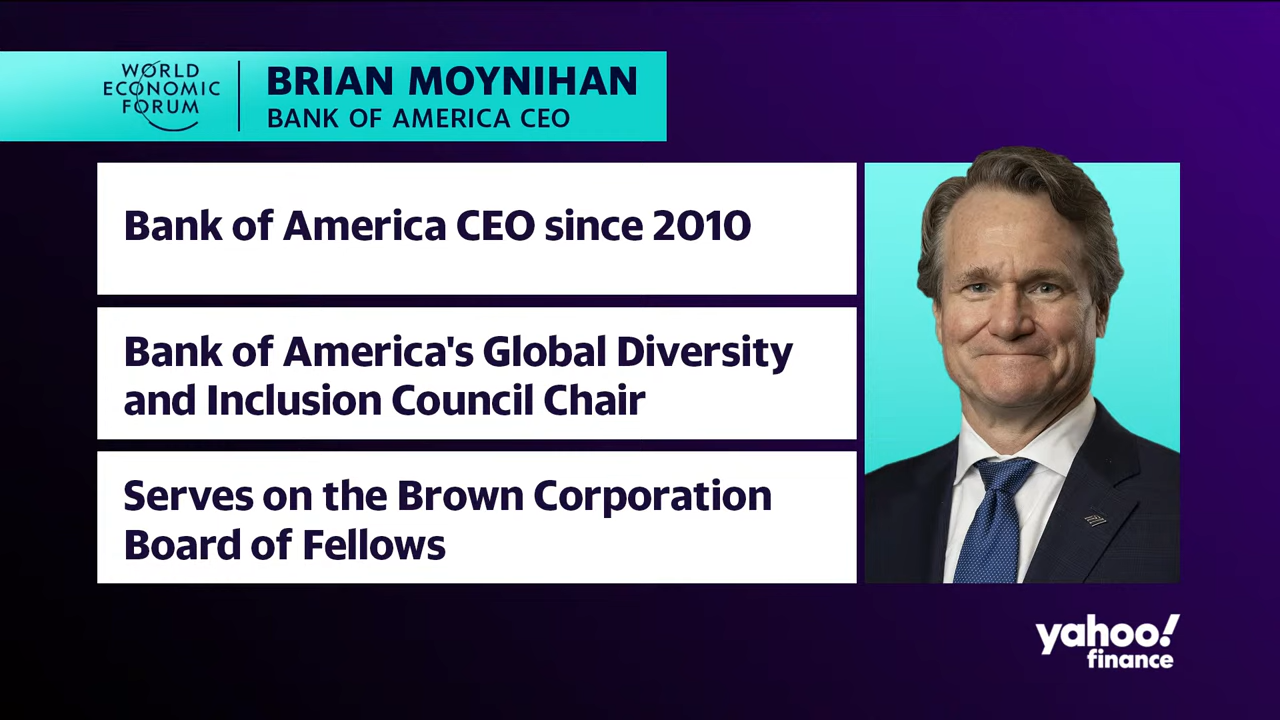 WORLD
ECONOMIC
FORUM
BRIAN MOYNIHAN
BANK OF AMERICA CEO
Bank of America CEO since 2010
Bank of America's Global Diversity
and Inclusion Council Chair
Serves on the Brown Corporation
Board of Fellows
yahoo!
finance